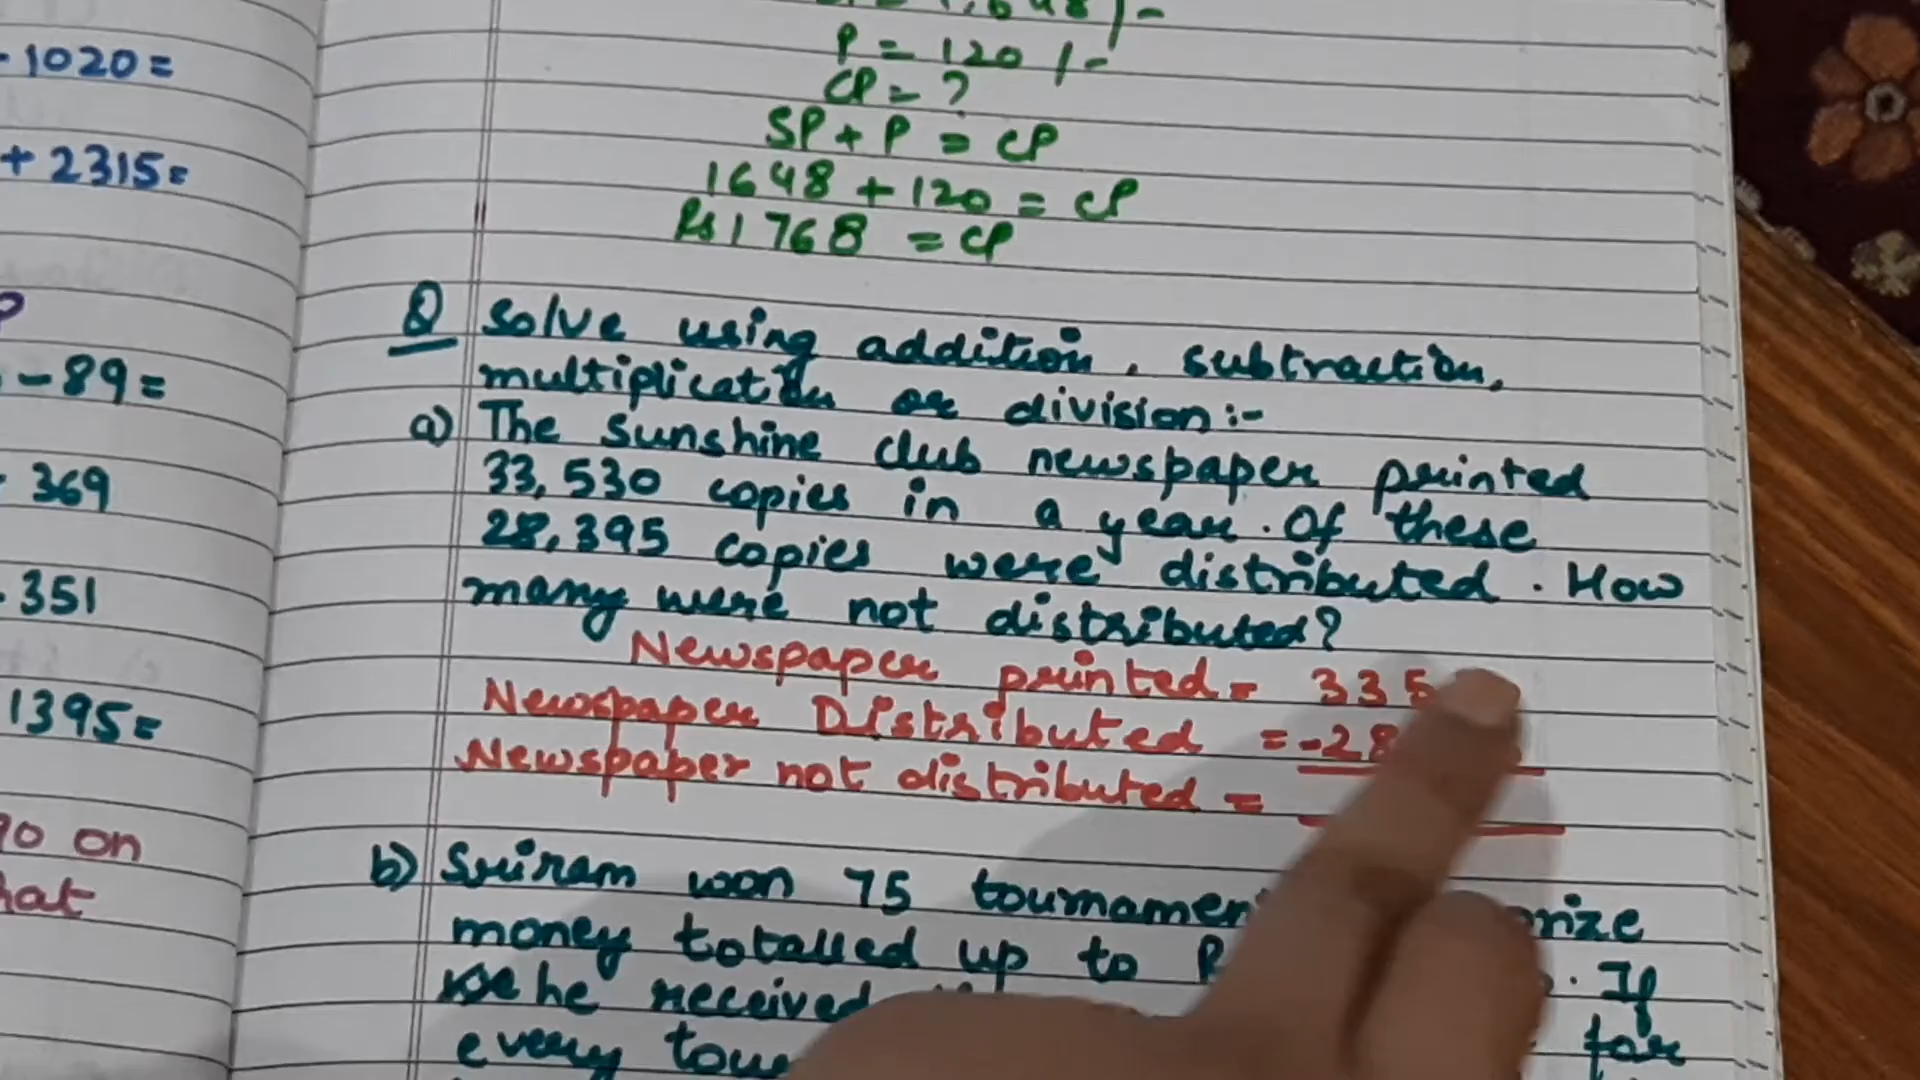 1020=
+ 2315=
- 89=
369
351
1395=
90 on
hat
P = 120 /-
CP = ?
SP + P = CP
1648 + 120 = CP
Rs 1768 = CP
Q solve using addition, subtraction,
multiplication or division:-
a) The sunshine club newspaper printed
33,530 copies in a year. Of these
28,395 copies were distributed. How
many were not distributed?
Newspaper printed = 335
Newspaper Distributed = -28
Newspaper not distributed =
b) Sriram won 75 tournamen
money totalled up to
he received
every . If
for